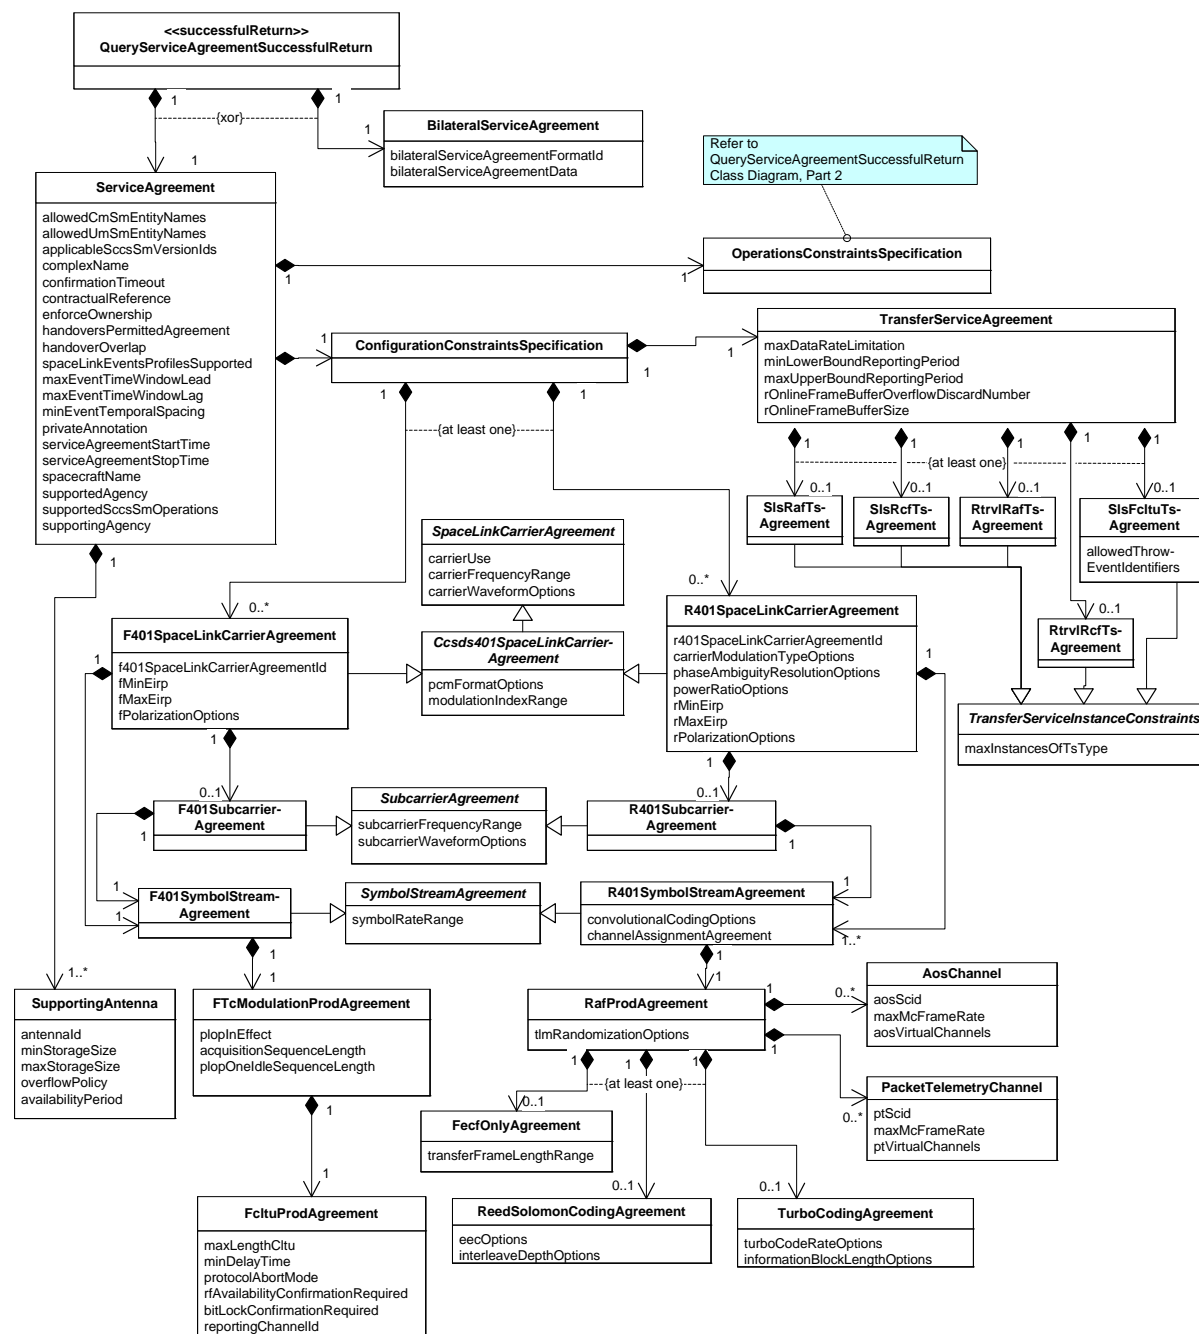 <<successfulReturn>>
QueryServiceAgreementSuccessfulReturn
1
1
{xor}
1
1
BilateralServiceAgreement
bilateralServiceAgreementFormatId
bilateralServiceAgreementData
Refer to
QueryServiceAgreementSuccessfulReturn
Class Diagram, Part 2
ServiceAgreement
allowedCmSmEntityNames
allowedUmSmEntityNames
applicableSccsSmVersionIds
complexName
confirmationTimeout
contractualReference
enforceOwnership
handoversPermittedAgreement
handoverOverlap
spaceLinkEventsProfilesSupported
maxEventTimeWindowLead
maxEventTimeWindowLag
minEventTemporalSpacing
privateAnnotation
serviceAgreementStartTime
serviceAgreementStopTime
spacecraftName
supportedAgency
supportedSccsSmOperations
supportingAgency
1
1
OperationsConstraintsSpecification
1
1
ConfigurationConstraintsSpecification
1
1
TransferServiceAgreement
maxDataRateLimitation
minLowerBoundReportingPeriod
maxUpperBoundReportingPeriod
rOnlineFrameBufferOverflowDiscardNumber
rOnlineFrameBufferSize
1
1
{at least one}
1
1
1
1
1
{at least one}
0..1
0..1
0..1
0..1
SlsRafTs-
Agreement
SlsRcfTs-
Agreement
RtrvlRafTs-
Agreement
SlsFcltuTs-
Agreement
allowedThrow-
EventIdentifiers
0..1
RtrvlRcfTs-
Agreement
TransferServiceInstanceConstraints
maxInstancesOfTsType
1
SpaceLinkCarrierAgreement
carrierUse
carrierFrequencyRange
carrierWaveformOptions
0..*
0..*
F401SpaceLinkCarrierAgreement
f401SpaceLinkCarrierAgreementId
fMinEirp
fMaxEirp
fPolarizationOptions
1
1
Ccsds401SpaceLinkCarrier-
Agreement
pcmFormatOptions
modulationIndexRange
R401SpaceLinkCarrierAgreement
r401SpaceLinkCarrierAgreementId
carrierModulationTypeOptions
phaseAmbiguityResolutionOptions
powerRatioOptions
rMinEirp
rMaxEirp
rPolarizationOptions
1
1
0..1
0..1
F401Subcarrier-
Agreement
1
SubcarrierAgreement
subcarrierFrequencyRange
subcarrierWaveformOptions
R401Subcarrier-
Agreement
1
1
1
F401SymbolStream-
Agreement
SymbolStreamAgreement
symbolRateRange
R401SymbolStreamAgreement
convolutionalCodingOptions
channelAssignmentAgreement
1
1..*
1
1
1
1
1..*
SupportingAntenna
antennaId
minStorageSize
maxStorageSize
overflowPolicy
availabilityPeriod
FTcModulationProdAgreement
plopInEffect
acquisitionSequenceLength
plopOneIdleSequenceLength
1
1
RafProdAgreement
tlmRandomizationOptions
1
0..*
1
0..*
AosChannel
aosScid
maxMcFrameRate
aosVirtualChannels
PacketTelemetryChannel
ptScid
maxMcFrameRate
ptVirtualChannels
1
1
1
{at least one}
0..1
FecfOnlyAgreement
transferFrameLengthRange
0..1
0..1
ReedSolomonCodingAgreement
eecOptions
interleaveDepthOptions
TurboCodingAgreement
turboCodeRateOptions
informationBlockLengthOptions
FcltuProdAgreement
maxLengthCltu
minDelayTime
protocolAbortMode
rfAvailabilityConfirmationRequired
bitLockConfirmationRequired
reportingChannelId